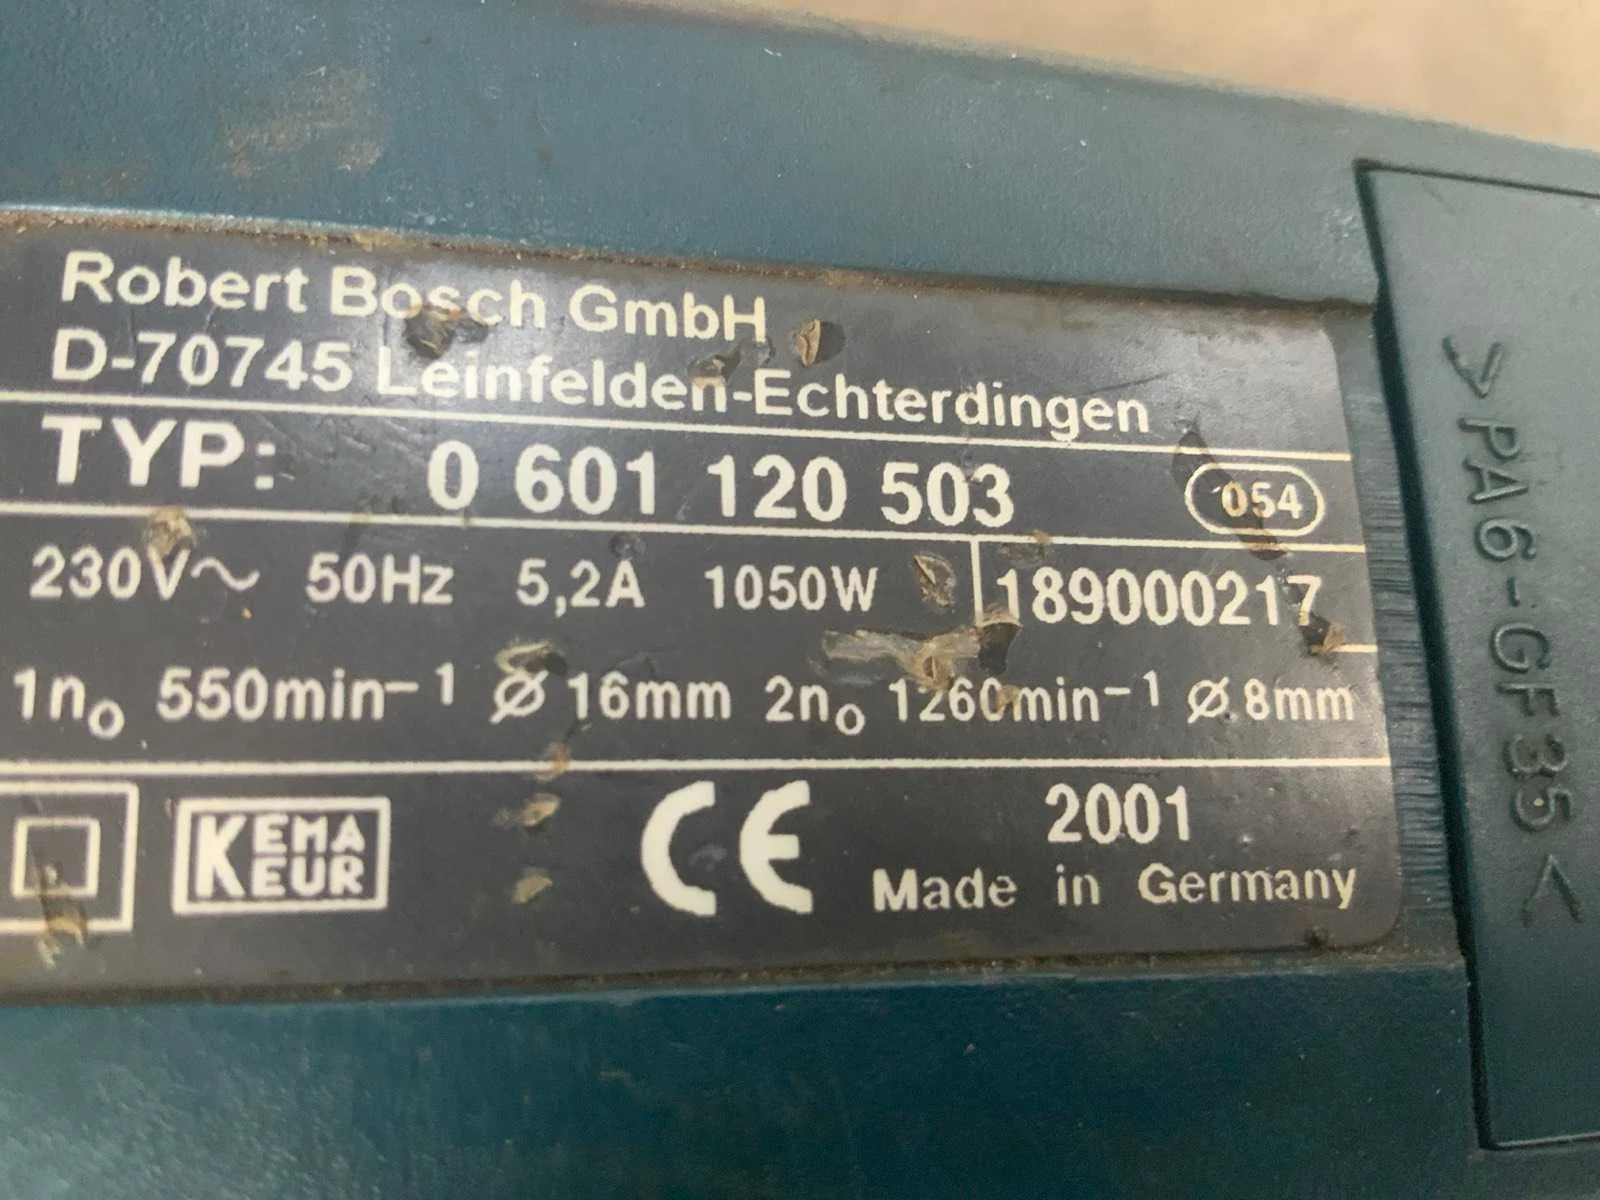 Robert Bosch GmbH
D-70745 Leinfelden-Echterdingen
TYP: 0 601 120 503 054
230V~ 50Hz 5,2A 1050W 189000217
1n₀ 550min⁻¹ Ø 16mm 2n₀ 1260min⁻¹ Ø 8mm
KEMA
EUR
CE
2001
Made in Germany
>PA6-GF35<